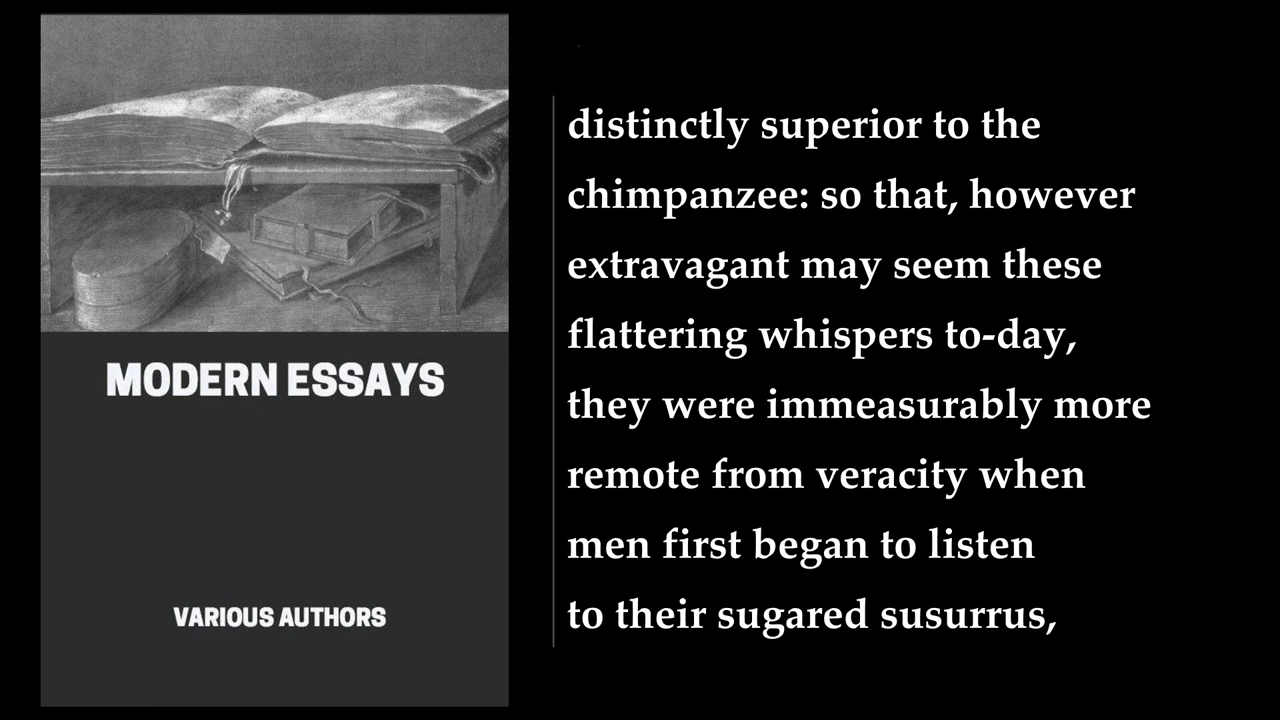 MODERN ESSAYS
VARIOUS AUTHORS
distinctly superior to the
chimpanzee: so that, however
extravagant may seem these
flattering whispers to-day,
they were immeasurably more
remote from veracity when
men first began to listen
to their sugared susurrus,